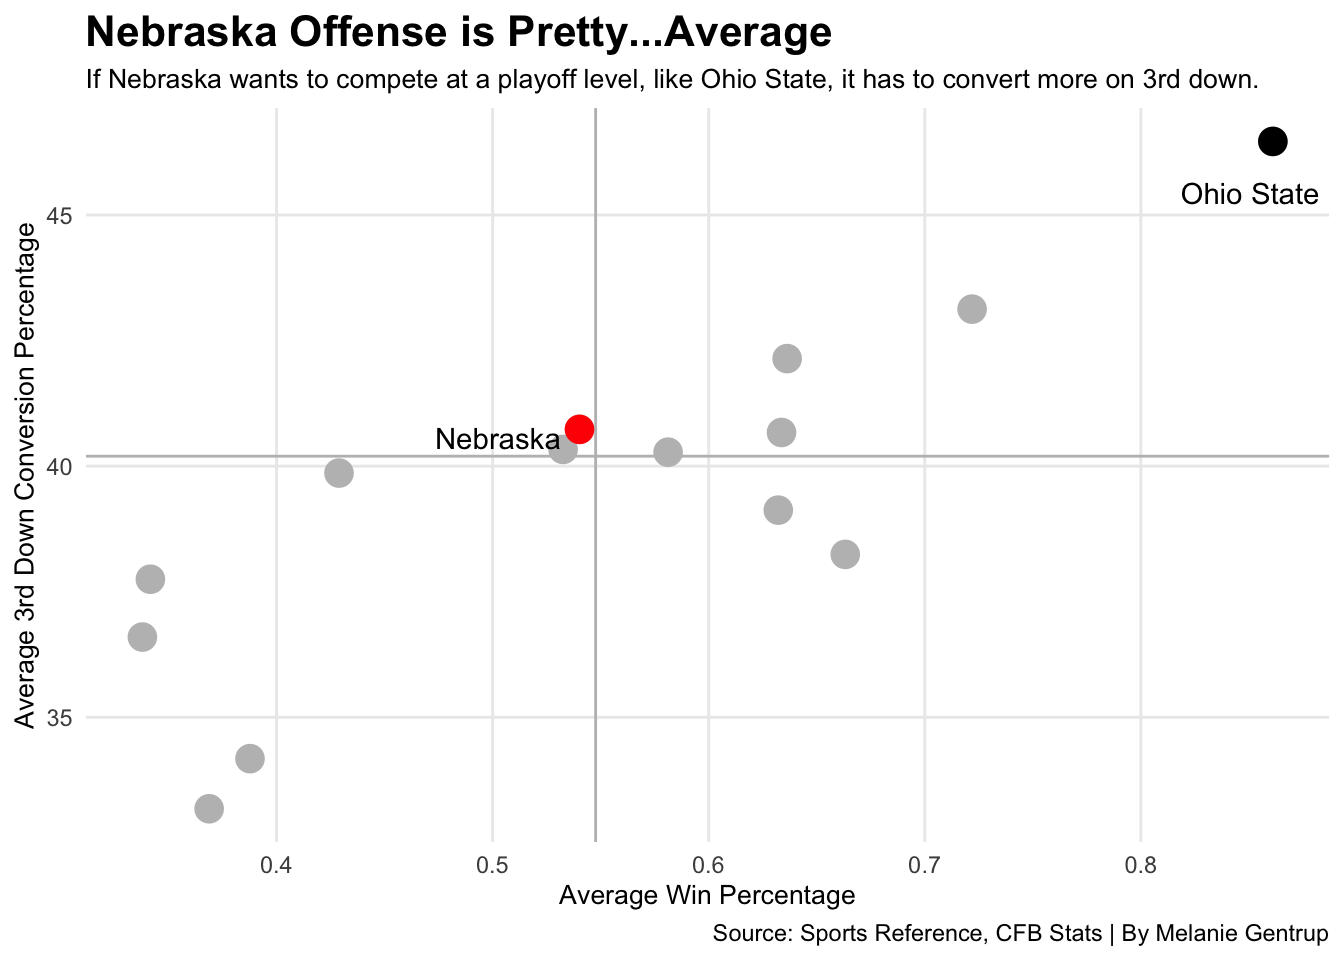 Nebraska Offense is Pretty...Average
If Nebraska wants to compete at a playoff level, like Ohio State, it has to convert more on 3rd down.
Ohio State
45
Average 3rd Down Conversion Percentage
Nebraska
40
35
0.4 0.5 0.6 0.7 0.8
Average Win Percentage
Source: Sports Reference, CFB Stats | By Melanie Gentrup